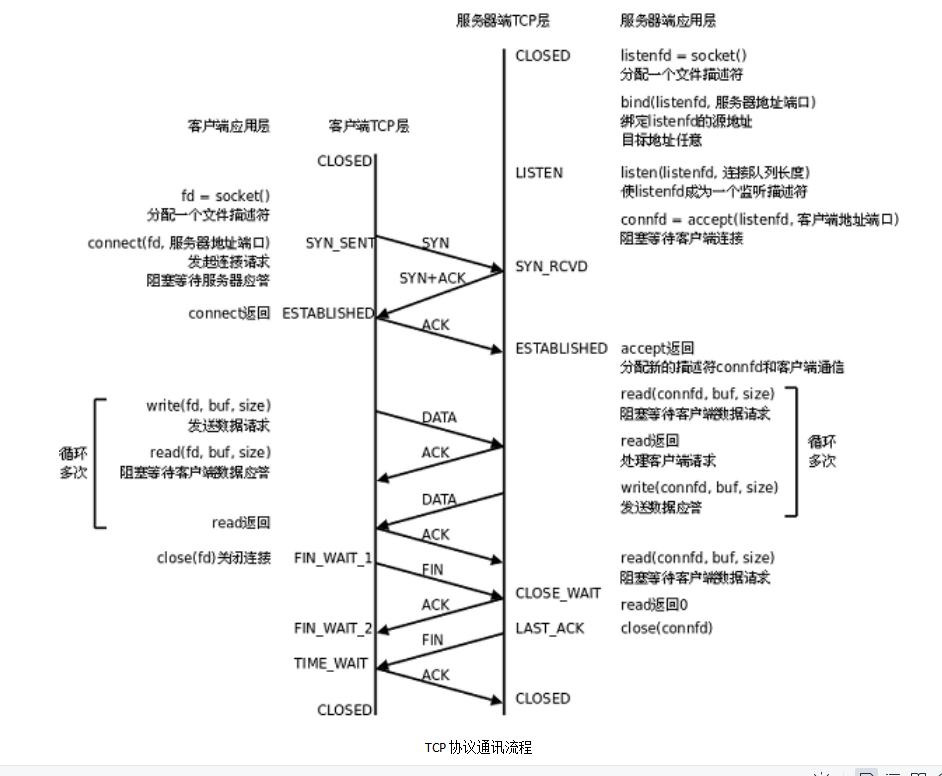 服务器端TCP层 服务器端应用层
CLOSED listenfd = socket()
分配一个文件描述符
bind(listenfd, 服务器地址端口)
绑定listenfd的源地址
目标地址任意
客户端应用层 客户端TCP层
CLOSED
LISTEN listen(listenfd, 连接队列长度)
使listenfd成为一个监听描述符
fd = socket()
分配一个文件描述符
connfd = accept(listenfd, 客户端地址端口)
阻塞等待客户端连接
connect(fd, 服务器地址端口) SYN_SENT SYN
发起连接请求
阻塞等待服务器应答
SYN_RCVD
SYN+ACK
connect返回 ESTABLISHED
ACK
ESTABLISHED accept返回
分配新的描述符connfd和客户端通信
read(connfd, buf, size)
阻塞等待客户端数据请求
write(fd, buf, size)
发送数据请求
DATA
read返回
处理客户端请求
循环
多次
循环
多次
read(fd, buf, size)
阻塞等待客户端数据应答
ACK
write(connfd, buf, size)
发送数据应答
DATA
read返回
ACK
close(fd)关闭连接 FIN_WAIT_1
read(connfd, buf, size)
阻塞等待客户端数据请求
FIN
CLOSE_WAIT
read返回0
ACK
FIN_WAIT_2
LAST_ACK close(connfd)
FIN
TIME_WAIT
ACK
CLOSED
CLOSED
TCP 协议通讯流程